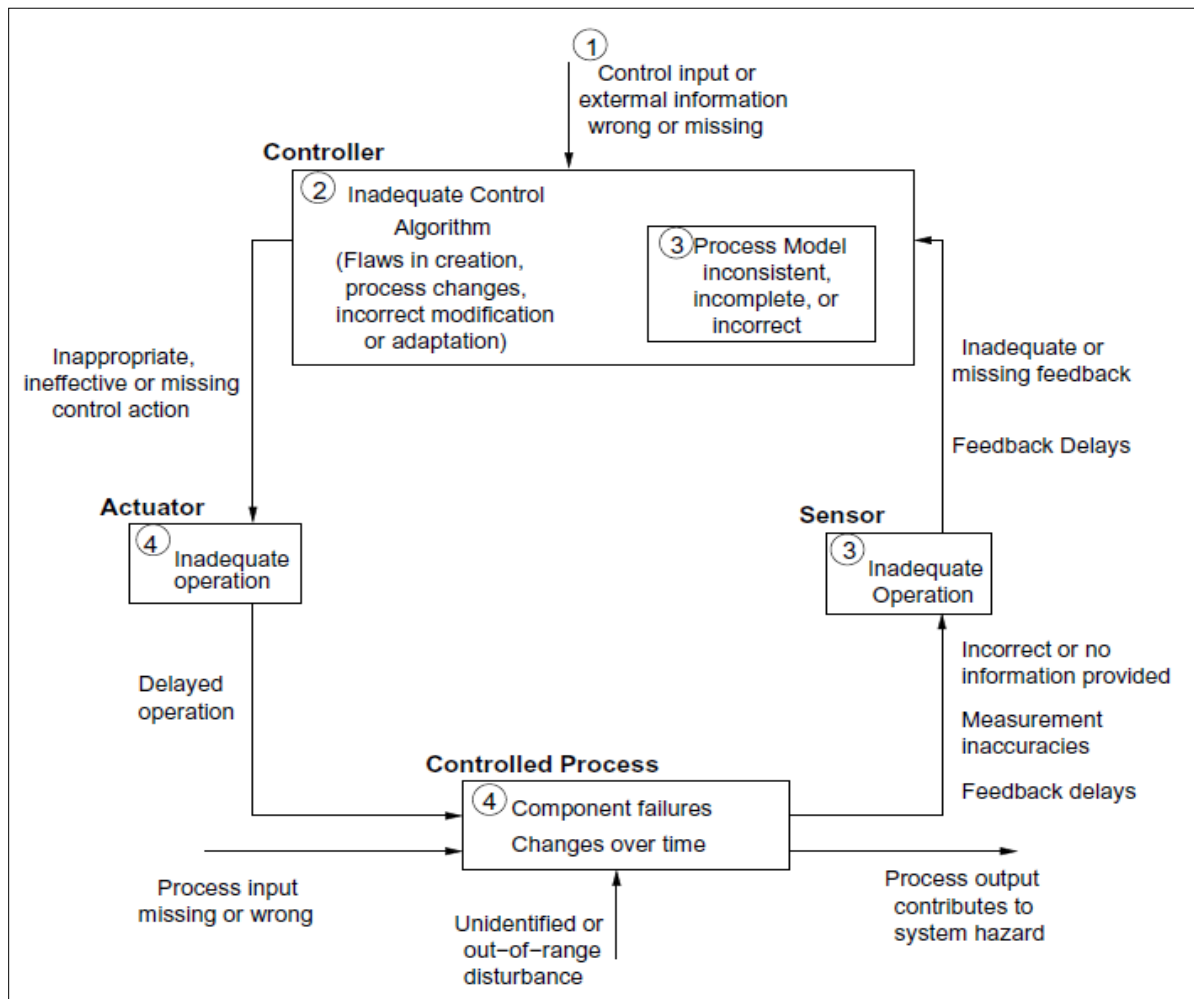 1
Control input or
extermal information
wrong or missing
Controller
2
Inadequate Control
Algorithm
(Flaws in creation,
process changes,
incorrect modification
or adaptation)
3
Process Model
inconsistent,
incomplete, or
incorrect
Inappropriate,
ineffective or missing
control action
Inadequate or
missing feedback
Feedback Delays
Actuator
4
Inadequate
operation
Sensor
3
Inadequate
Operation
Delayed
operation
Incorrect or no
information provided
Measurement
inaccuracies
Feedback delays
Controlled Process
4
Component failures
Changes over time
Process input
missing or wrong
Unidentified or
out−of−range
disturbance
Process output
contributes to
system hazard